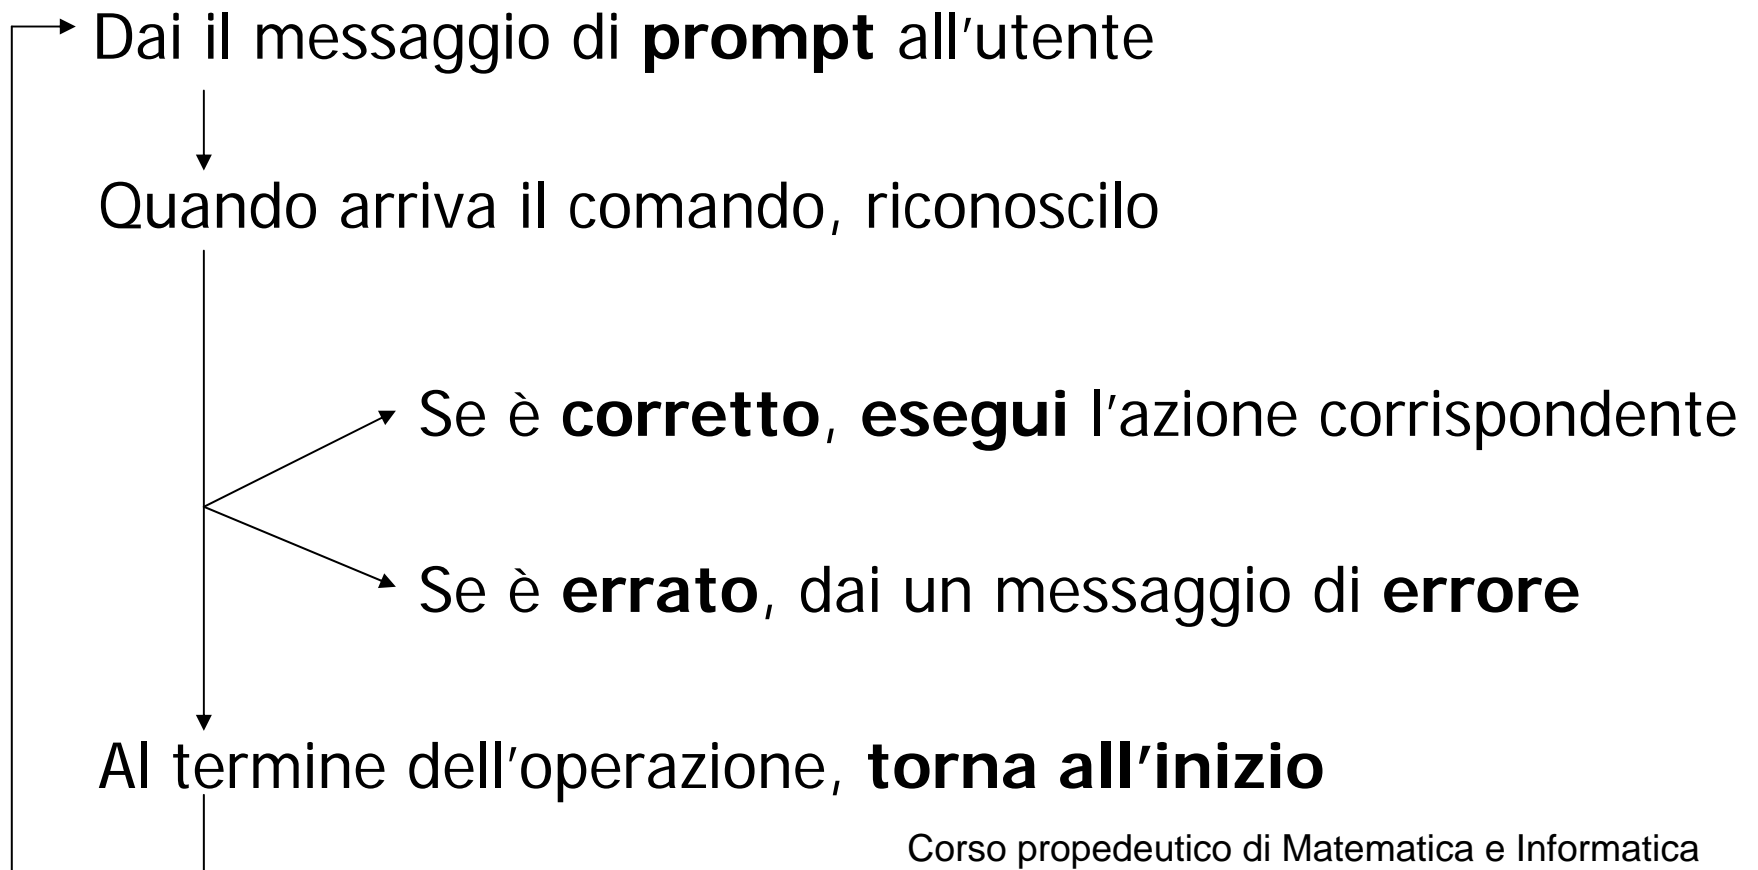 Dai il messaggio di prompt all'utente
Quando arriva il comando, riconoscilo
Se è corretto, esegui l'azione corrispondente
Se è errato, dai un messaggio di errore
Al termine dell'operazione, torna all'inizio
Corso propedeutico di Matematica e Informatica